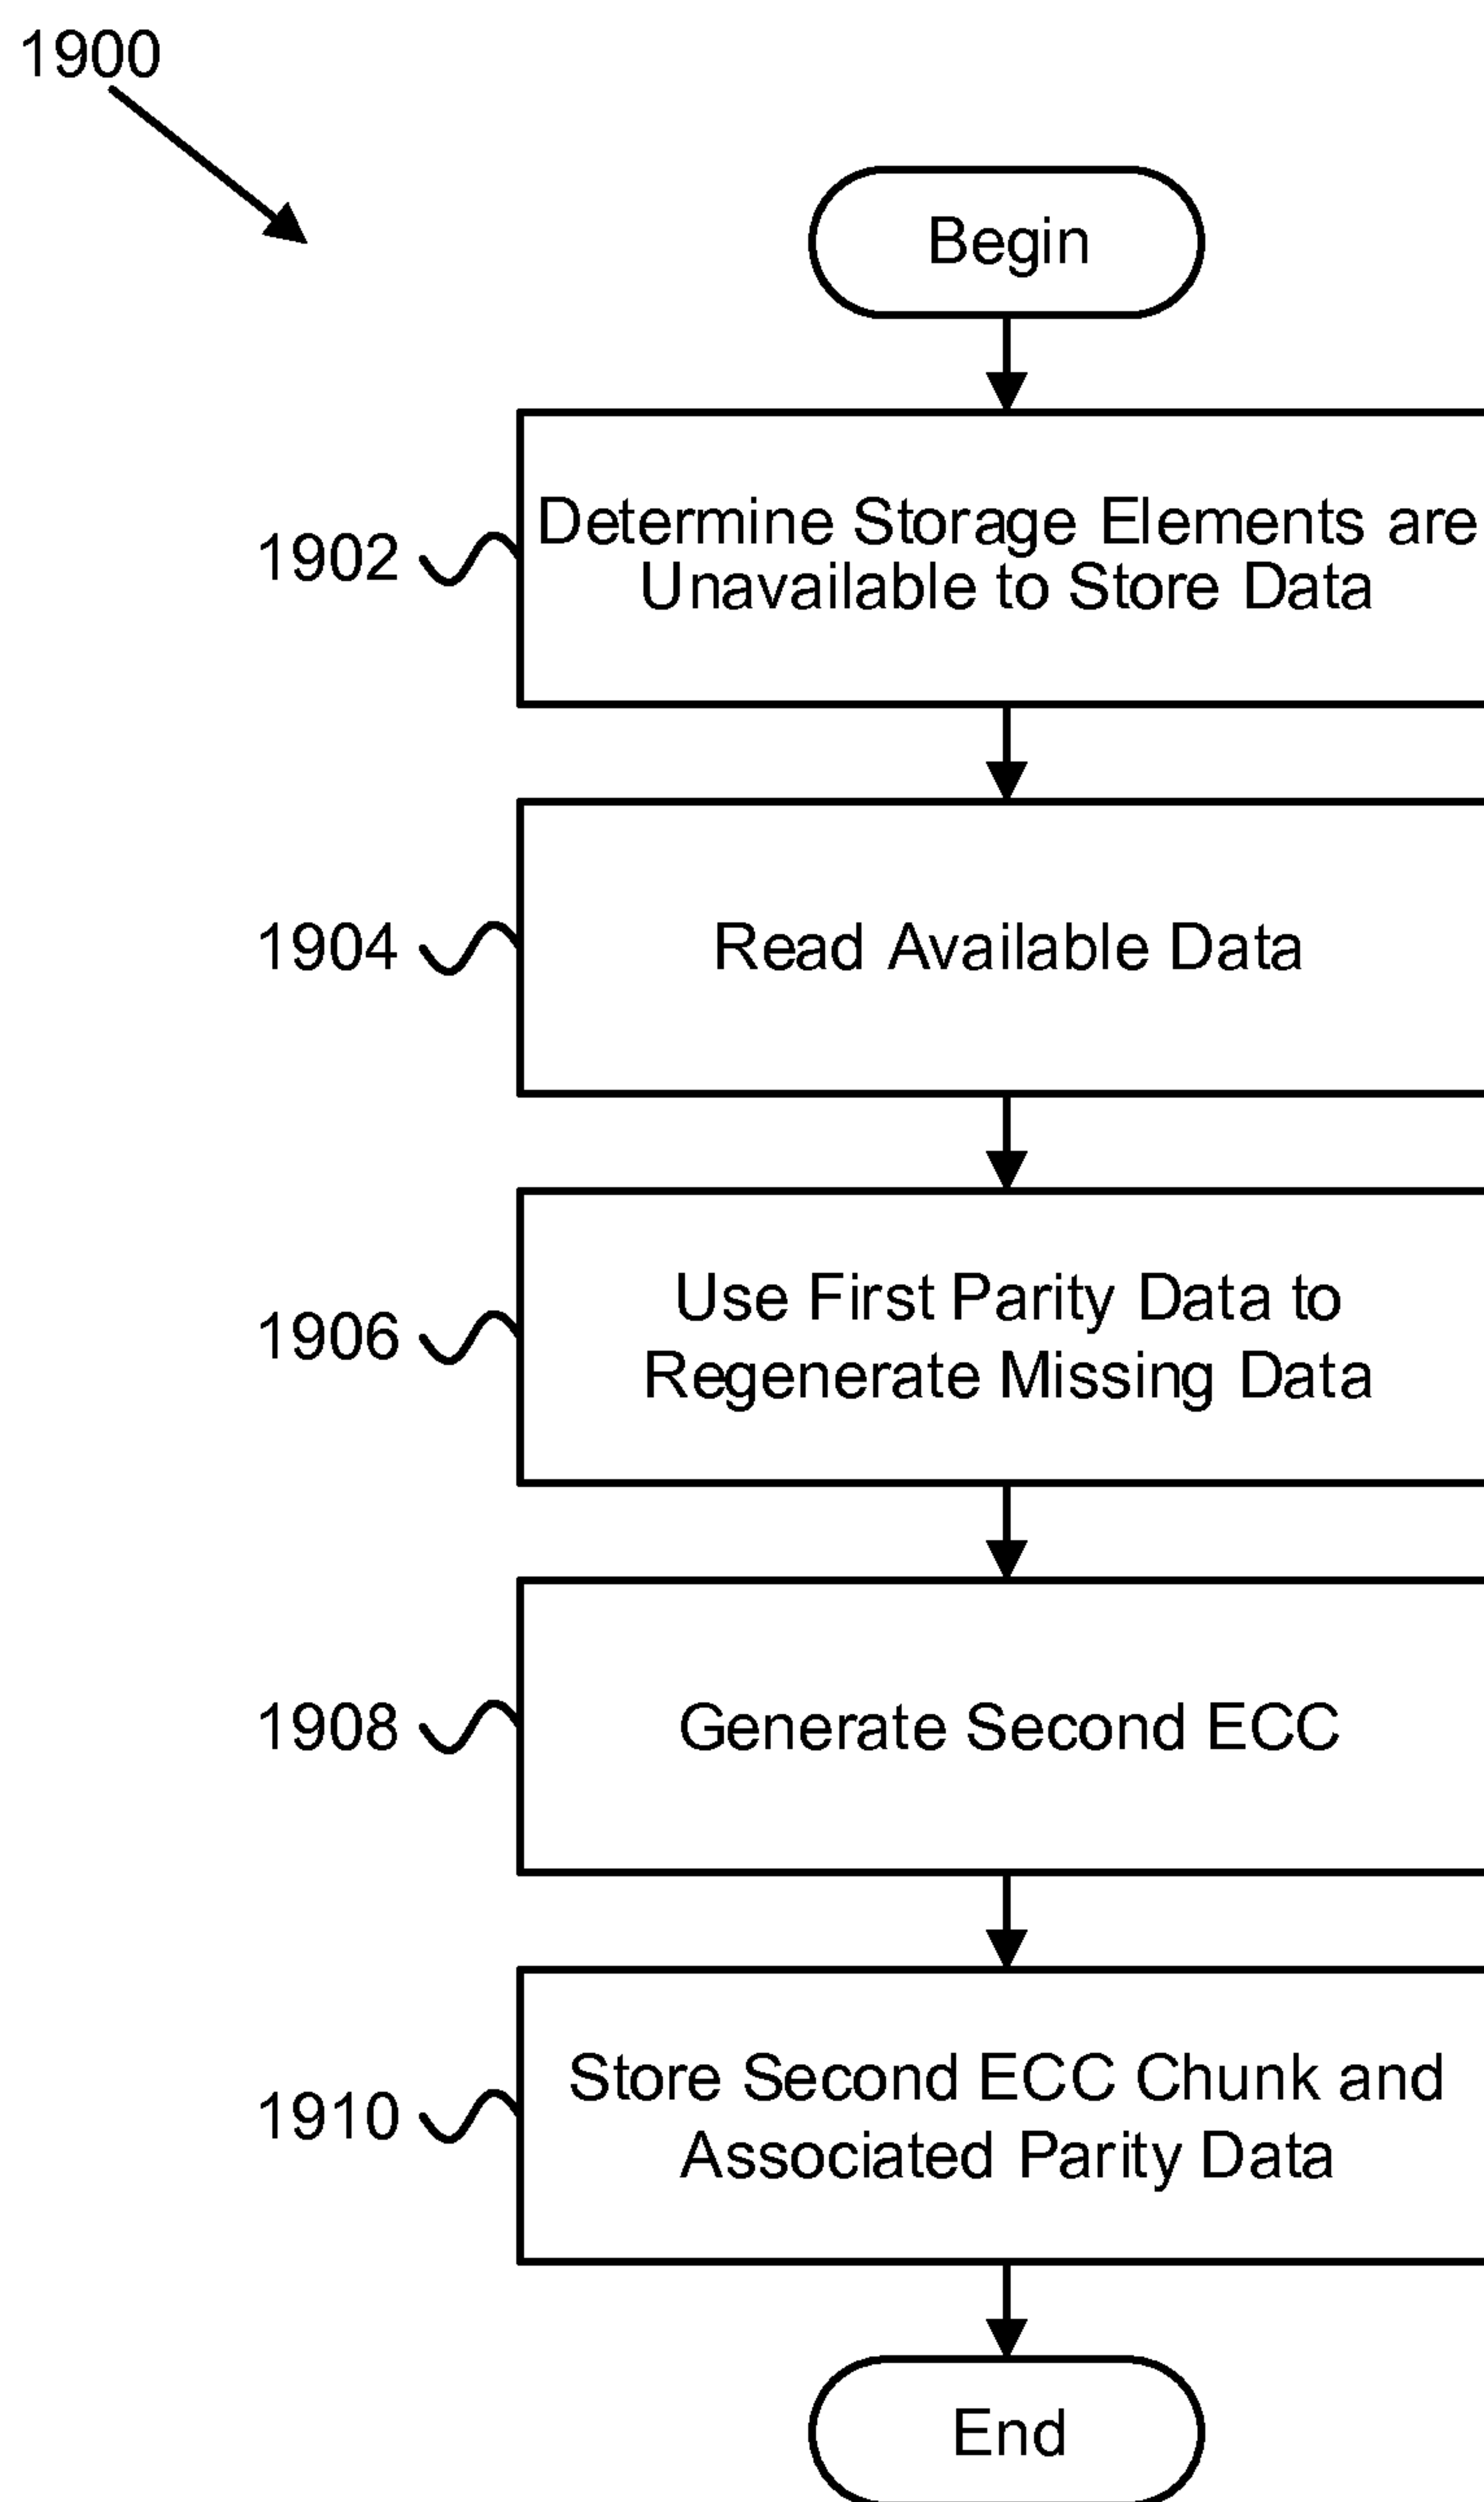 1900
Begin
1902
Determine Storage Elements are
Unavailable to Store Data
1904
Read Available Data
1906
Use First Parity Data to
Regenerate Missing Data
1908
Generate Second ECC
1910
Store Second ECC Chunk and
Associated Parity Data
End